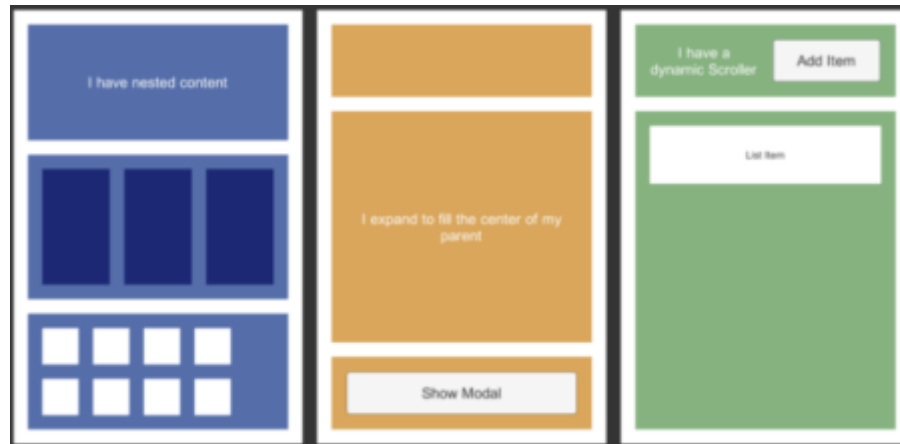 I have nested content
I expand to fill the center of my
parent
Show Modal
I have a
dynamic Scroller
Add Item
List Item